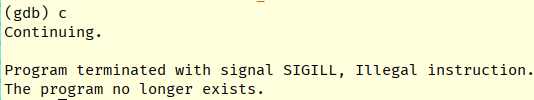 (gdb) c
Continuing.
Program terminated with signal SIGILL, Illegal instruction.
The program no longer exists.